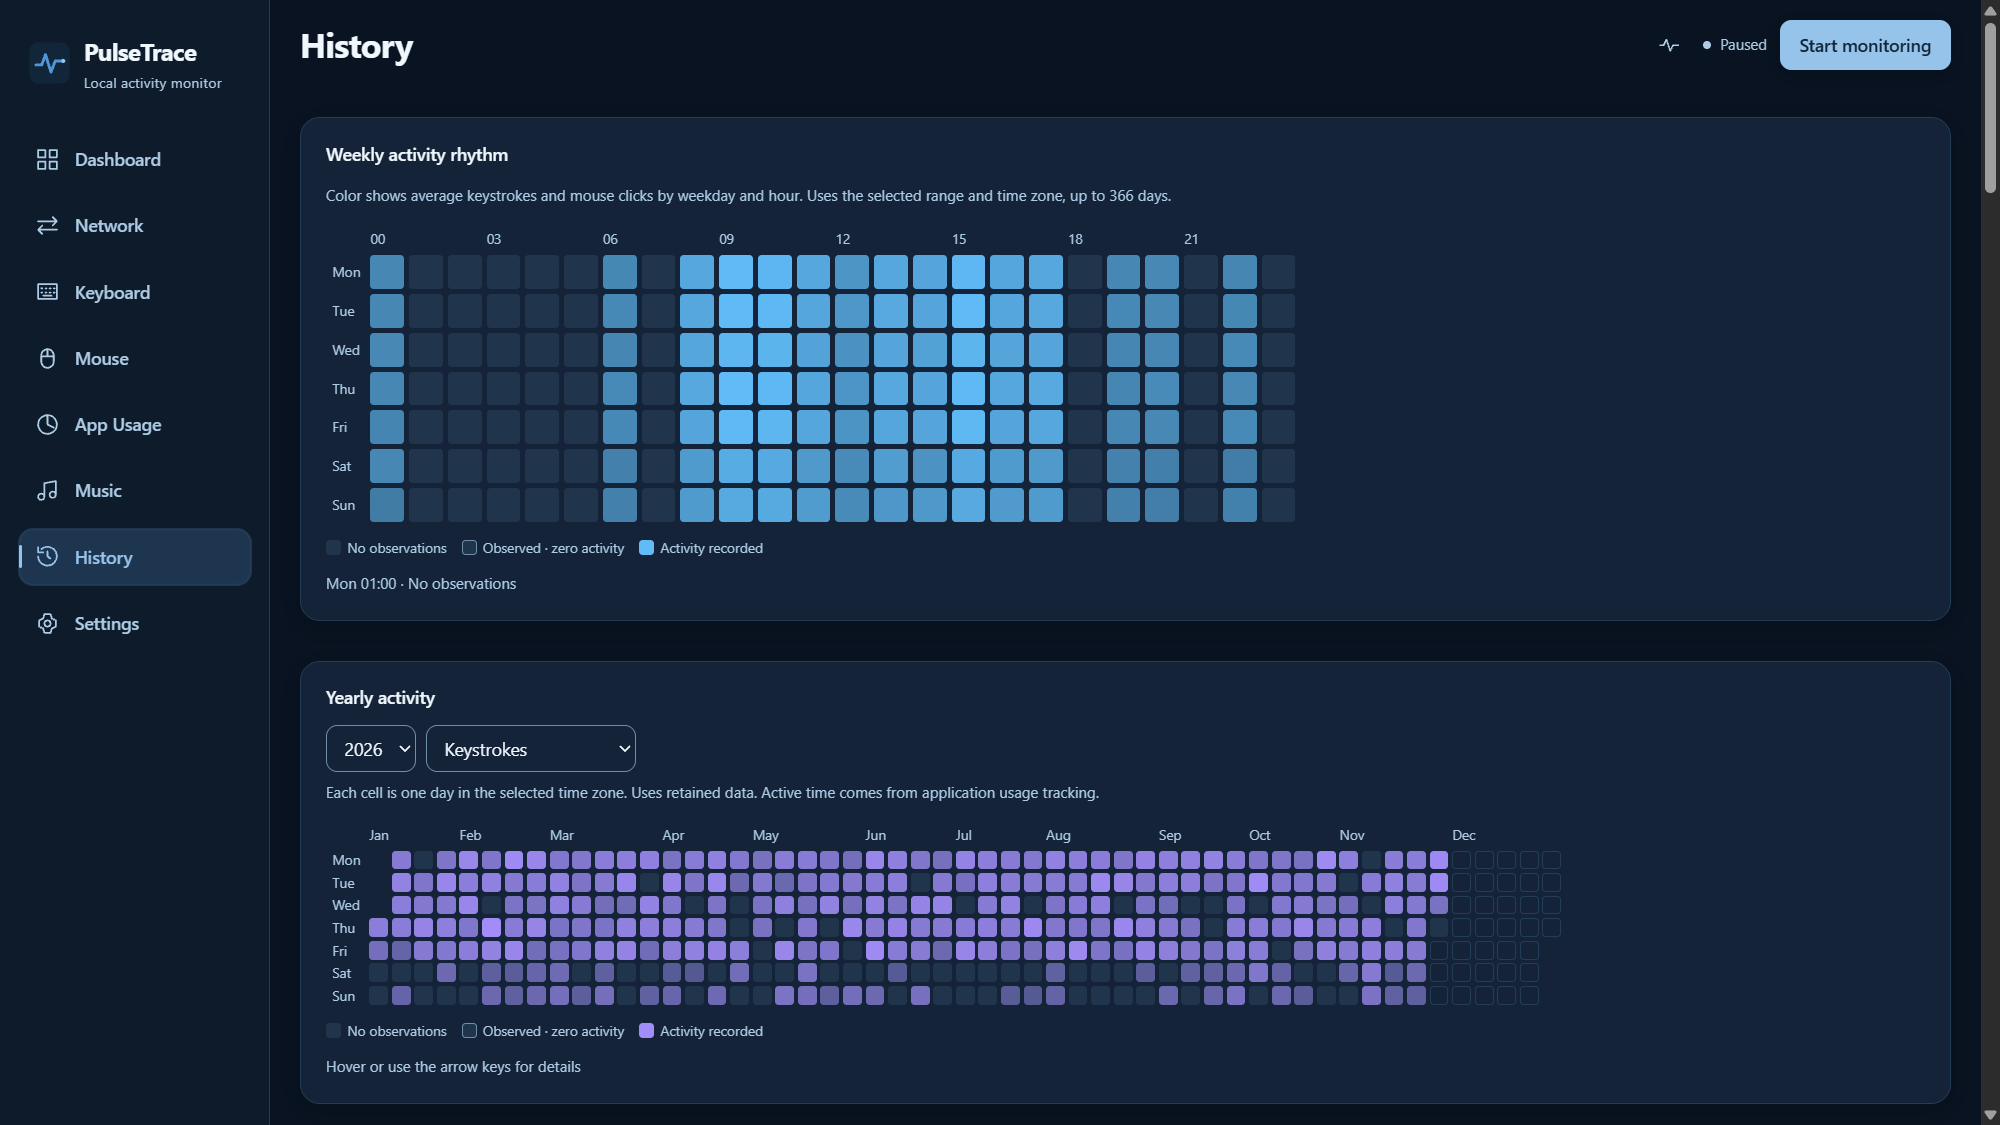 PulseTrace
Local activity monitor
Dashboard
Network
Keyboard
Mouse
App Usage
Music
History
Settings
History
Paused
Start monitoring
Weekly activity rhythm
Color shows average keystrokes and mouse clicks by weekday and hour. Uses the selected range and time zone, up to 366 days.
00 03 06 09 12 15 18 21
Mon
Tue
Wed
Thu
Fri
Sat
Sun
No observations Observed · zero activity Activity recorded
Mon 01:00 · No observations
Yearly activity
2026 Keystrokes
Each cell is one day in the selected time zone. Uses retained data. Active time comes from application usage tracking.
Jan Feb Mar Apr May Jun Jul Aug Sep Oct Nov Dec
Mon
Tue
Wed
Thu
Fri
Sat
Sun
No observations Observed · zero activity Activity recorded
Hover or use the arrow keys for details